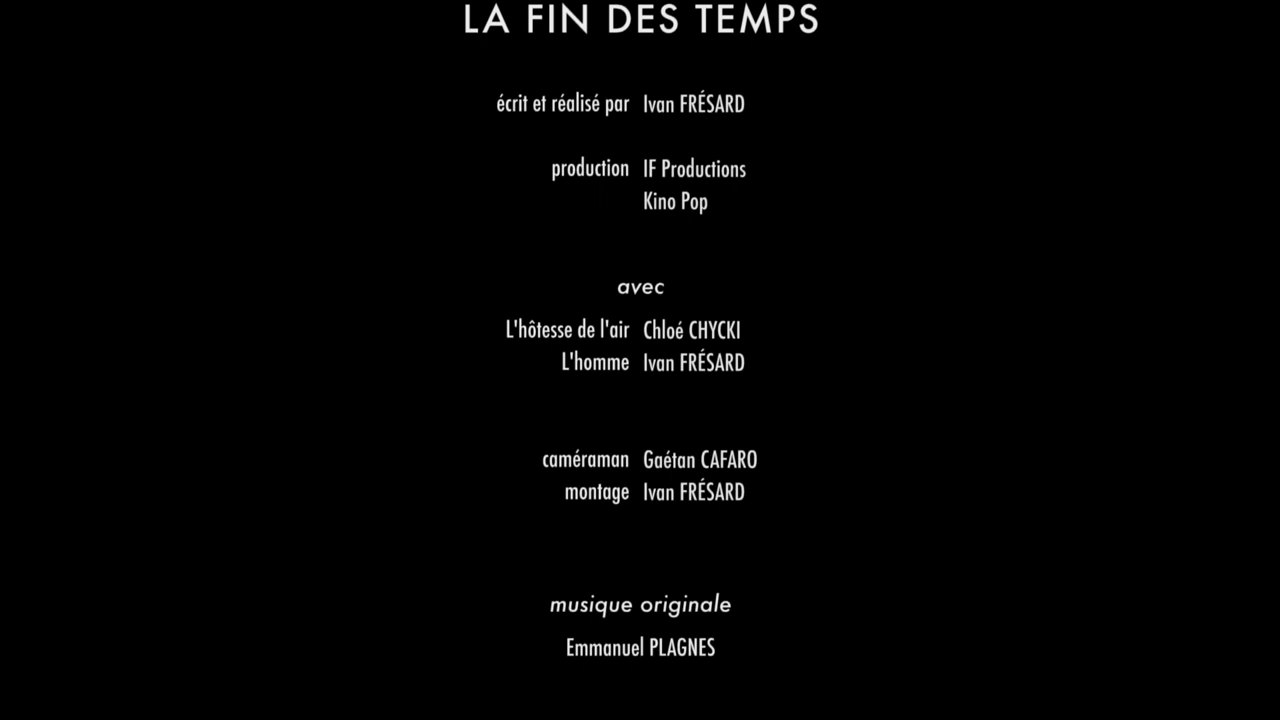 LA FIN DES TEMPS
écrit et réalisé par Ivan FRÉSARD
production IF Productions
Kino Pop
avec
L'hôtesse de l'air Chloé CHYCKI
L'homme Ivan FRÉSARD
caméraman Gaétan CAFARO
montage Ivan FRÉSARD
musique originale
Emmanuel PLAGNES